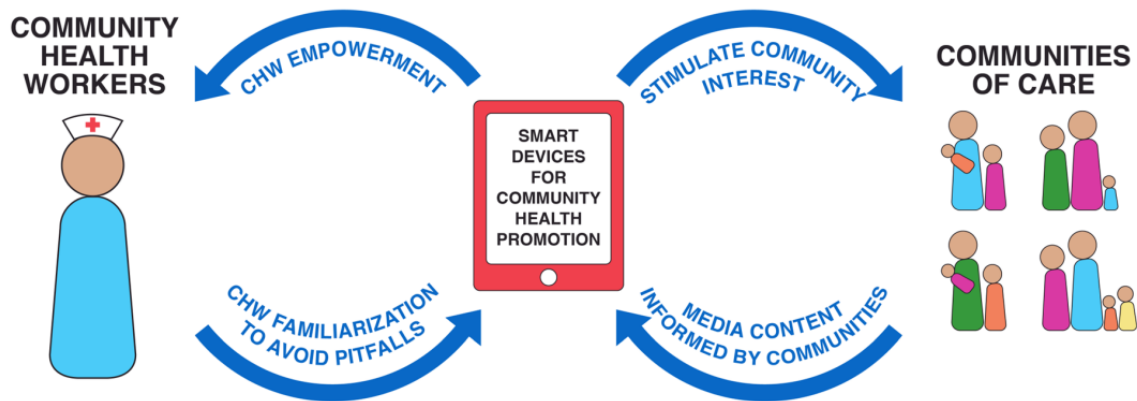 COMMUNITY
HEALTH
WORKERS
CHW EMPOWERMENT
STIMULATE COMMUNITY
INTEREST
COMMUNITIES
OF CARE
SMART
DEVICES
FOR
COMMUNITY
HEALTH
PROMOTION
CHW FAMILIARIZATION
TO AVOID PITFALLS
MEDIA CONTENT
INFORMED BY COMMUNITIES